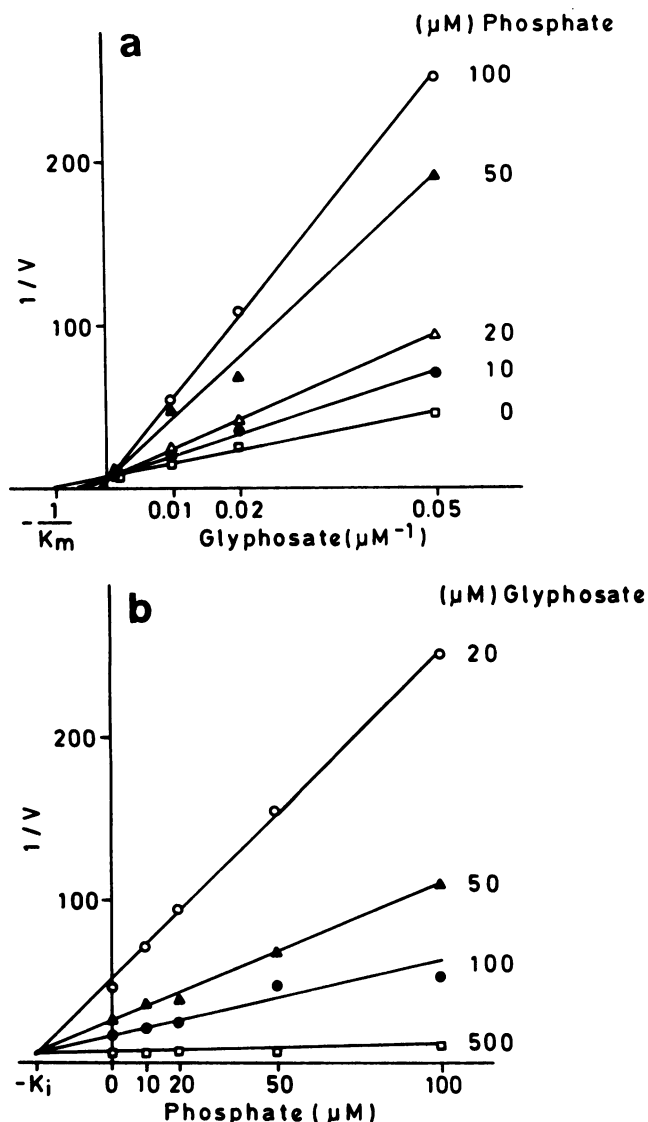 a
(μM) Phosphate
100
50
20
10
0
200
100
1/V
- 1/Km
0.01 0.02 0.05
Glyphosate (μM⁻¹)
b
(μM) Glyphosate
20
50
100
500
200
100
1/V
-Ki 0 10 20 50 100
Phosphate (μM)